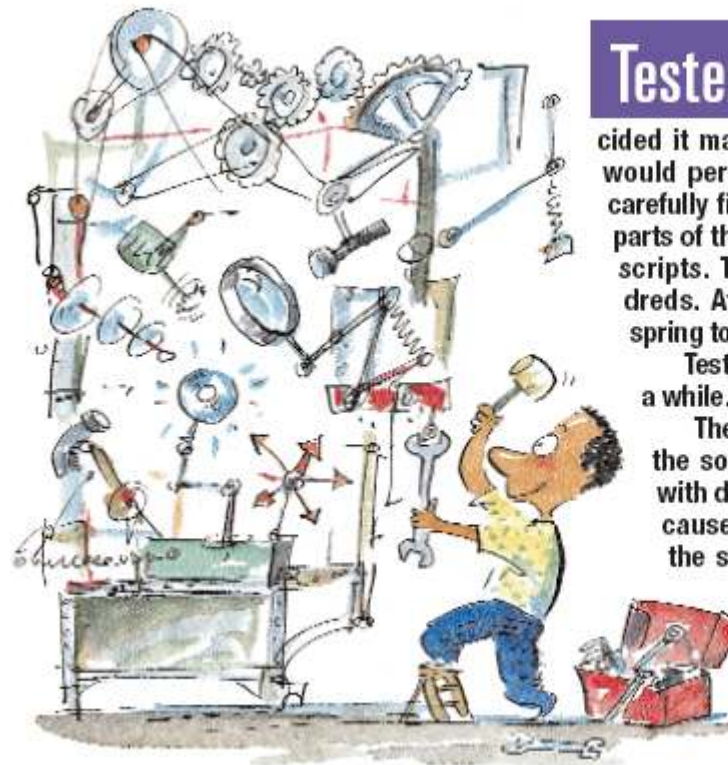 Teste
cided it ma
would per
carefully fi
parts of th
scripts. T
dreds. A
spring to
Test
a while.
The
the so
with d
cause
the s